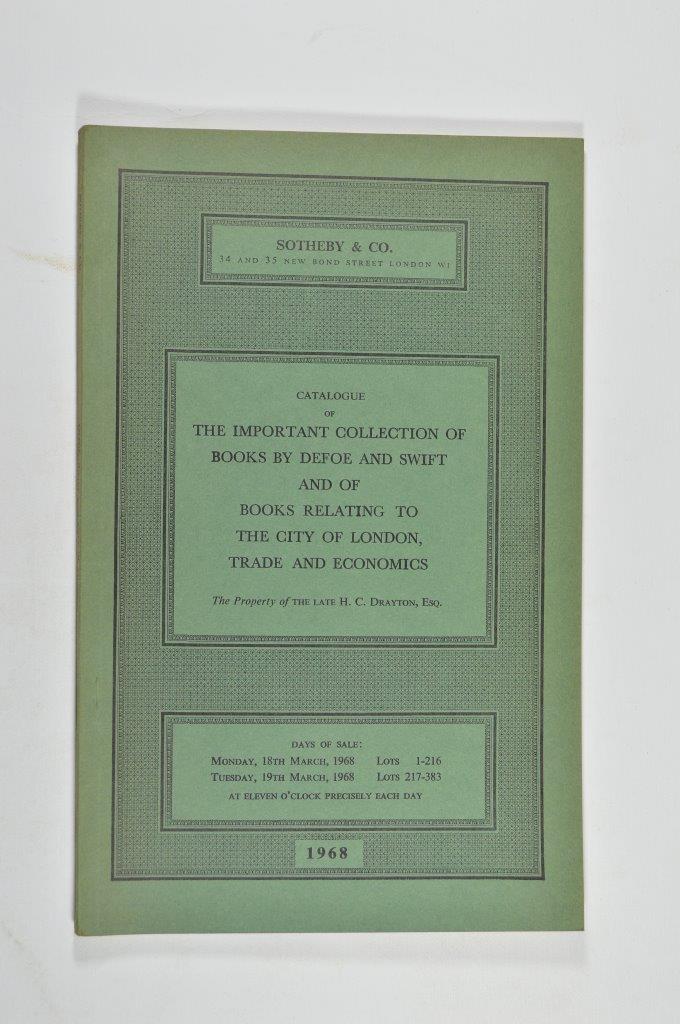 SOTHEBY & CO.
34 AND 35 NEW BOND STREET LONDON W1
CATALOGUE
OF
THE IMPORTANT COLLECTION OF
BOOKS BY DEFOE AND SWIFT
AND OF
BOOKS RELATING TO
THE CITY OF LONDON,
TRADE AND ECONOMICS
The Property of THE LATE H. C. DRAYTON, ESQ.
DAYS OF SALE:
MONDAY, 18TH MARCH, 1968 LOTS 1-216
TUESDAY, 19TH MARCH, 1968 LOTS 217-383
AT ELEVEN O'CLOCK PRECISELY EACH DAY
1968